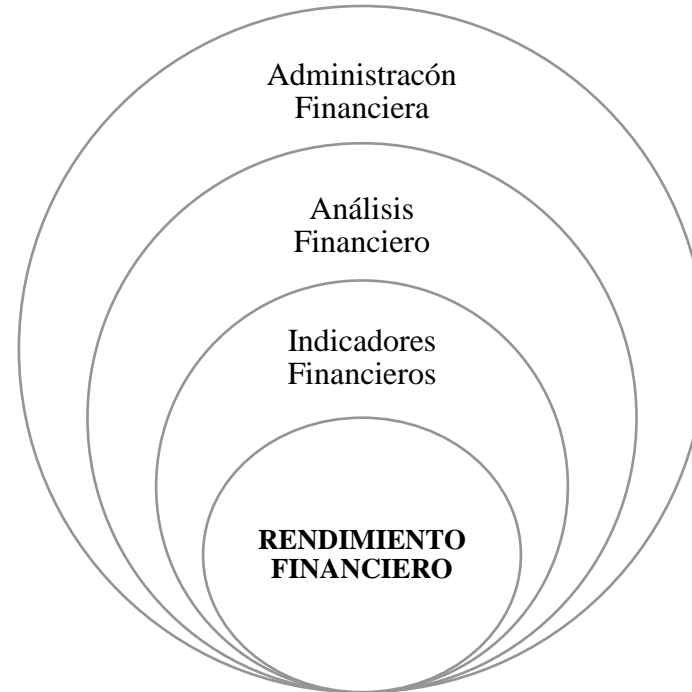 Administracón
Financiera
Análisis
Financiero
Indicadores
Financieros
RENDIMIENTO
FINANCIERO